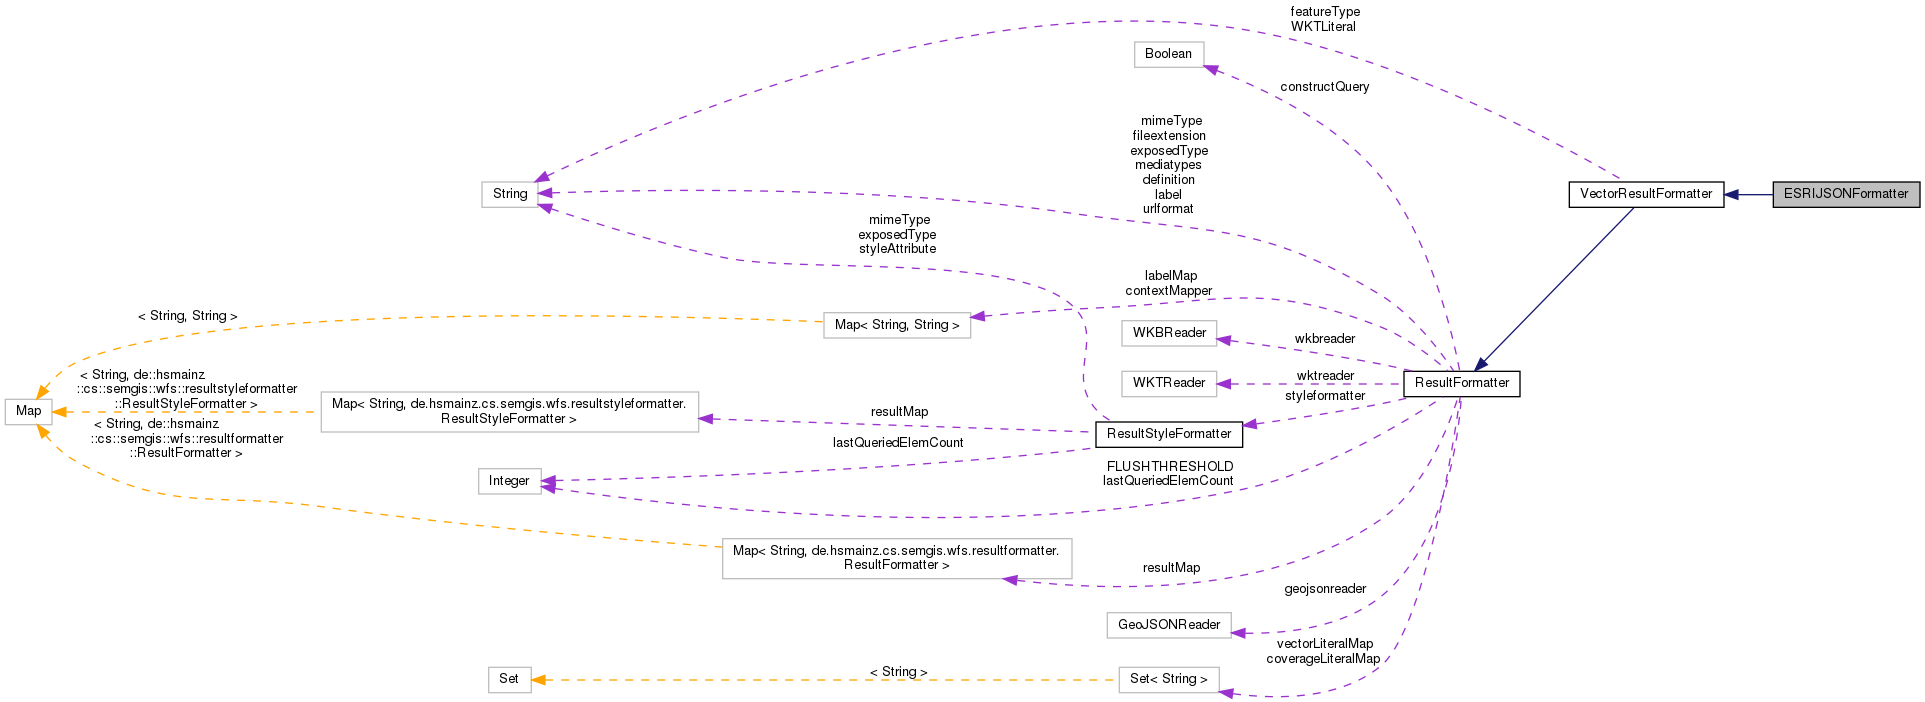 featureType
WKTLiteral
Boolean
constructQuery
mimeType
fileextension
exposedType
mediatypes
definition
label
urlformat
String
VectorResultFormatter
ESRIJSONFormatter
mimeType
exposedType
styleAttribute
labelMap
contextMapper
< String, String >
Map< String, String >
WKBReader
wkbreader
WKTReader
wktreader
ResultFormatter
styleformatter
< String, de::hsmainz
::cs::semgis::wfs::resultstyleformatter
::ResultStyleFormatter >
Map
Map< String, de.hsmainz.cs.semgis.wfs.resultstyleformatter.
ResultStyleFormatter >
resultMap
ResultStyleFormatter
< String, de::hsmainz
::cs::semgis::wfs::resultformatter
::ResultFormatter >
lastQueriedElemCount
Integer
FLUSHTHRESHOLD
lastQueriedElemCount
Map< String, de.hsmainz.cs.semgis.wfs.resultformatter.
ResultFormatter >
resultMap
geojsonreader
GeoJSONReader
vectorLiteralMap
coverageLiteralMap
Set
< String >
Set< String >